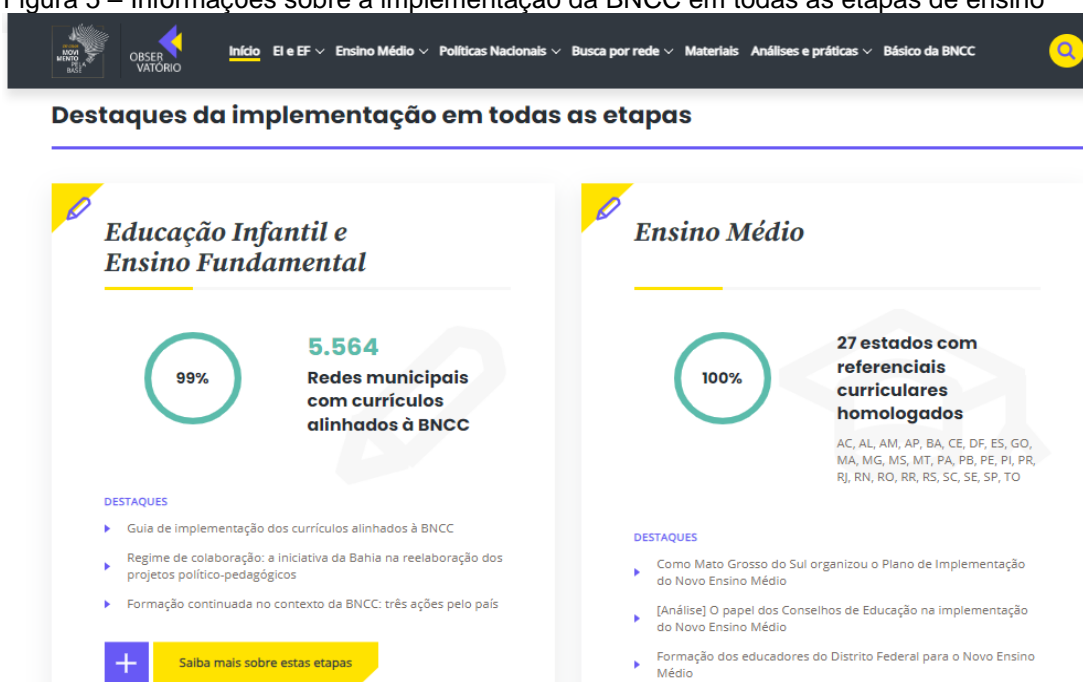 Figura 5 – Informações sobre a implementação da BNCC em todas as etapas de ensino
MOVI
MENTO
PELA
BASE
OBSER
VATÓRIO
Início EI e EF Ensino Médio Políticas Nacionais Busca por rede Materiais Análises e práticas Básico da BNCC
Destaques da implementação em todas as etapas
Educação Infantil e
Ensino Fundamental
99%
5.564
Redes municipais
com currículos
alinhados à BNCC
DESTAQUES
Guia de implementação dos currículos alinhados à BNCC
Regime de colaboração: a iniciativa da Bahia na reelaboração dos
projetos político-pedagógicos
Formação continuada no contexto da BNCC: três ações pelo país
+ Saiba mais sobre estas etapas
Ensino Médio
100%
27 estados com
referenciais
curriculares
homologados
AC, AL, AM, AP, BA, CE, DF, ES, GO,
MA, MG, MS, MT, PA, PB, PE, PI, PR,
RJ, RN, RO, RR, RS, SC, SE, SP, TO
DESTAQUES
Como Mato Grosso do Sul organizou o Plano de Implementação
do Novo Ensino Médio
[Análise] O papel dos Conselhos de Educação na implementação
do Novo Ensino Médio
Formação dos educadores do Distrito Federal para o Novo Ensino
Médio